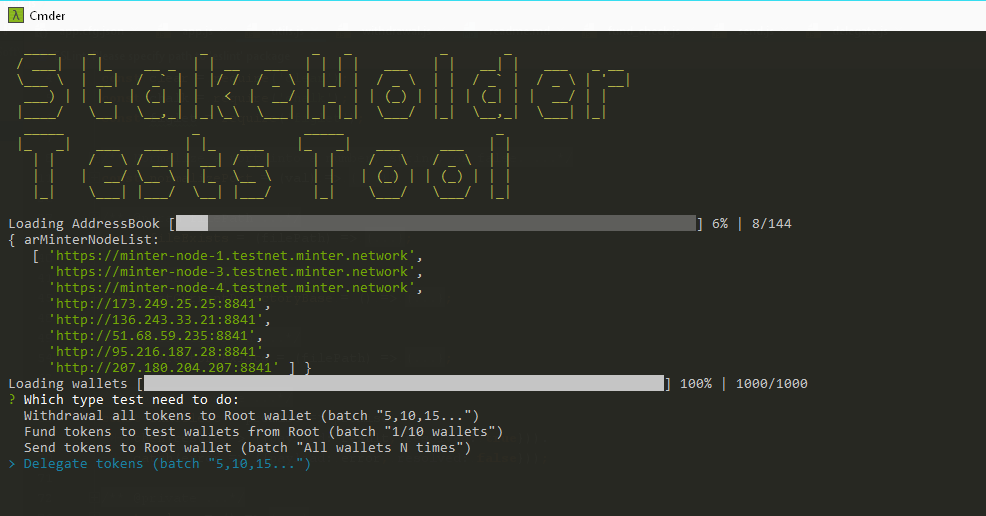 Cmder
StakeHolder
Tests Tool
Loading AddressBook [ ] 6% | 8/144
{ arMinterNodeList:
[ 'https://minter-node-1.testnet.minter.network',
'https://minter-node-3.testnet.minter.network',
'https://minter-node-4.testnet.minter.network',
'http://173.249.25.25:8841',
'http://136.243.33.21:8841',
'http://51.68.59.235:8841',
'http://95.216.187.28:8841',
'http://207.180.204.207:8841' ] }
Loading wallets [ ] 100% | 1000/1000
? Which type test need to do:
Withdrawal all tokens to Root wallet (batch "5,10,15...")
Fund tokens to test wallets from Root (batch "1/10 wallets")
Send tokens to Root wallet (batch "All wallets N times")
> Delegate tokens (batch "5,10,15...")